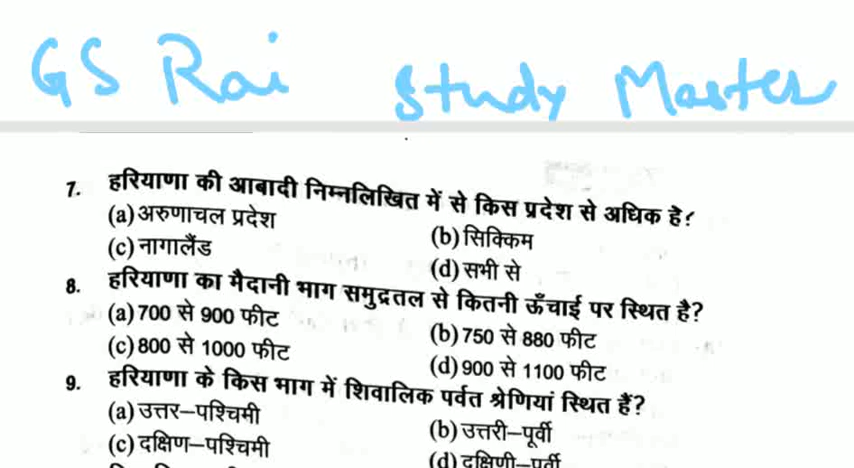 GS Rai Study Master
7. हरियाणा की आबादी निम्नलिखित में से किस प्रदेश से अधिक है?
(a) अरुणाचल प्रदेश
(b) सिक्किम
(c) नागालैंड
(d) सभी से
8. हरियाणा का मैदानी भाग समुद्रतल से कितनी ऊँचाई पर स्थित है?
(a) 700 से 900 फीट
(b) 750 से 880 फीट
(c) 800 से 1000 फीट
(d) 900 से 1100 फीट
9. हरियाणा के किस भाग में शिवालिक पर्वत श्रेणियां स्थित हैं?
(a) उत्तर–पश्चिमी
(b) उत्तरी–पूर्वी
(c) दक्षिण–पश्चिमी
(d) दक्षिणी–पूर्वी